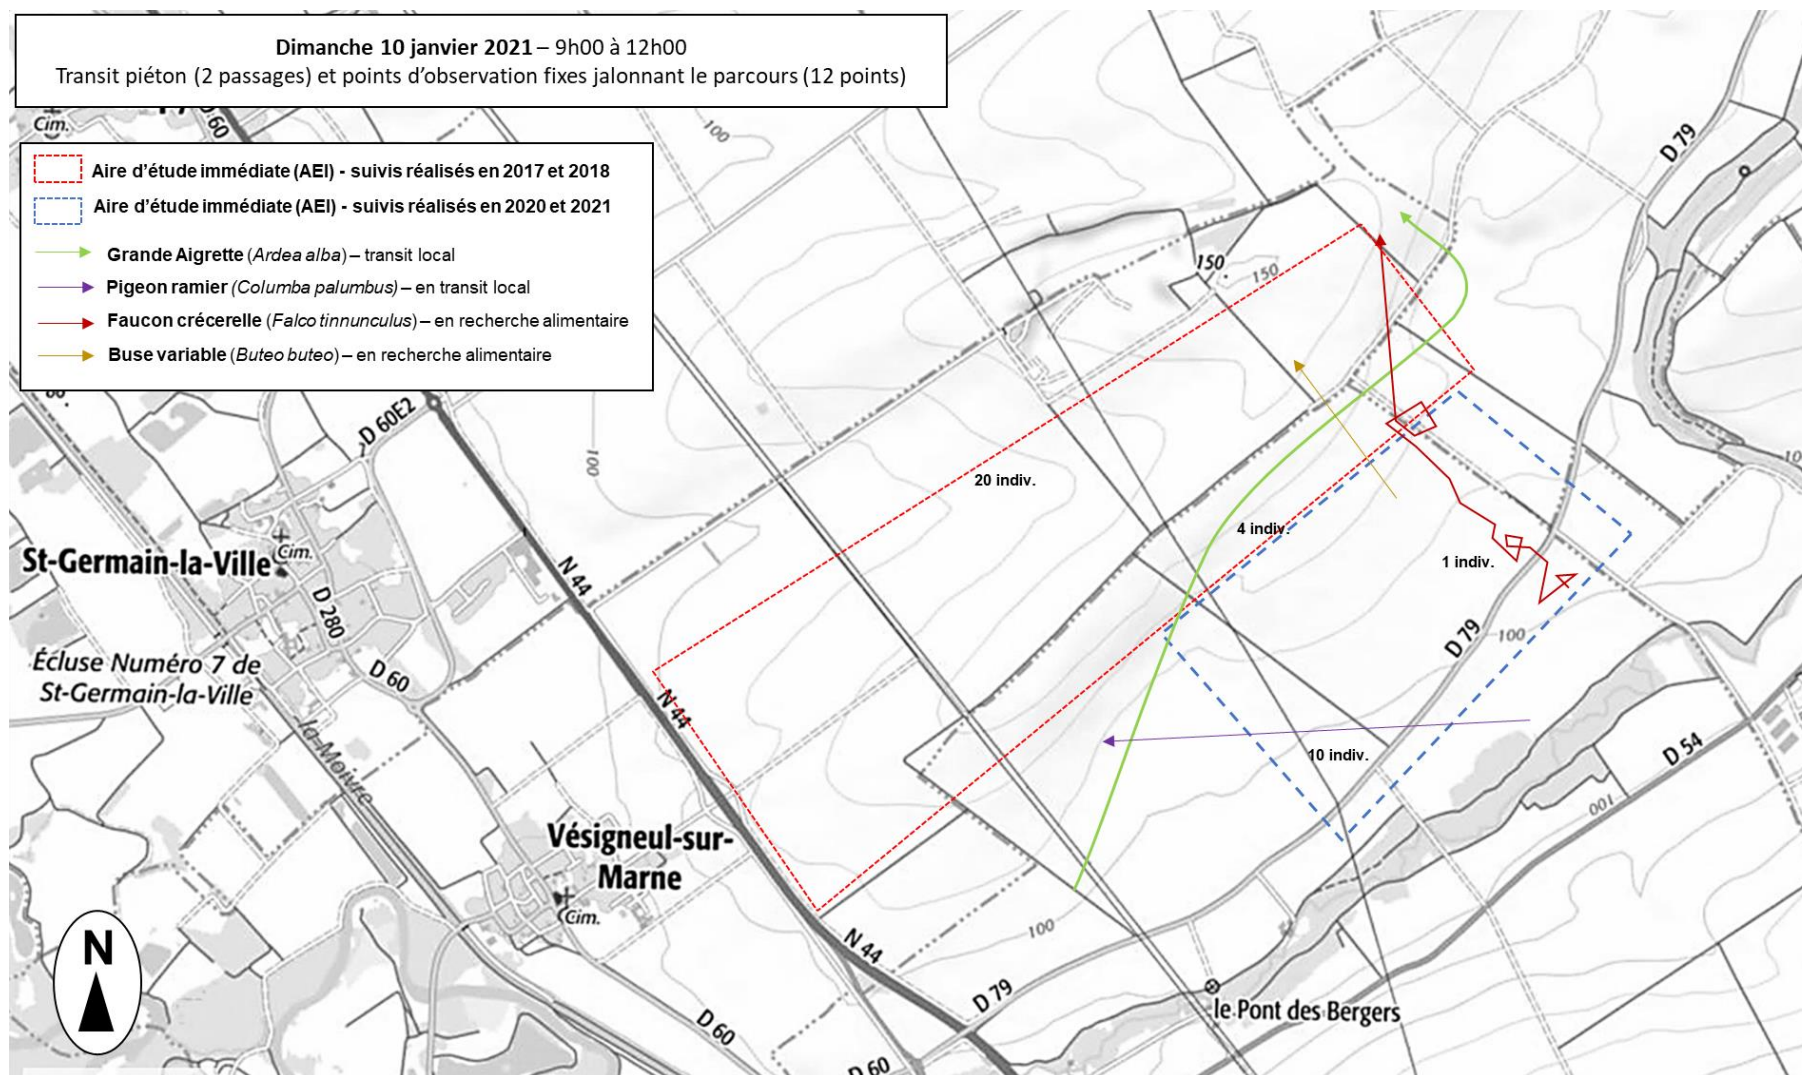 Dimanche 10 janvier 2021 – 9h00 à 12h00
Transit piéton (2 passages) et points d'observation fixes jalonnant le parcours (12 points)
Cim.
D 60
100
D 79
Aire d'étude immédiate (AEI) - suivis réalisés en 2017 et 2018
Aire d'étude immédiate (AEI) - suivis réalisés en 2020 et 2021
Grande Aigrette (Ardea alba) – transit local
Pigeon ramier (Columba palumbus) – en transit local
Faucon crécerelle (Falco tinnunculus) – en recherche alimentaire
Buse variable (Buteo buteo) – en recherche alimentaire
150
150
D 60E2
100
20 indiv.
4 indiv.
1 indiv.
Cim.
St-Germain-la-Ville
N 44
D 280
D 79
100
Écluse Numéro 7 de
St-Germain-la-Ville
D 60
N 44
la Moivre
10 indiv.
D 54
100
Vésigneul-sur-
Marne
Cim.
N
N 44
100
D 79
le Pont des Bergers
D 60
D 60